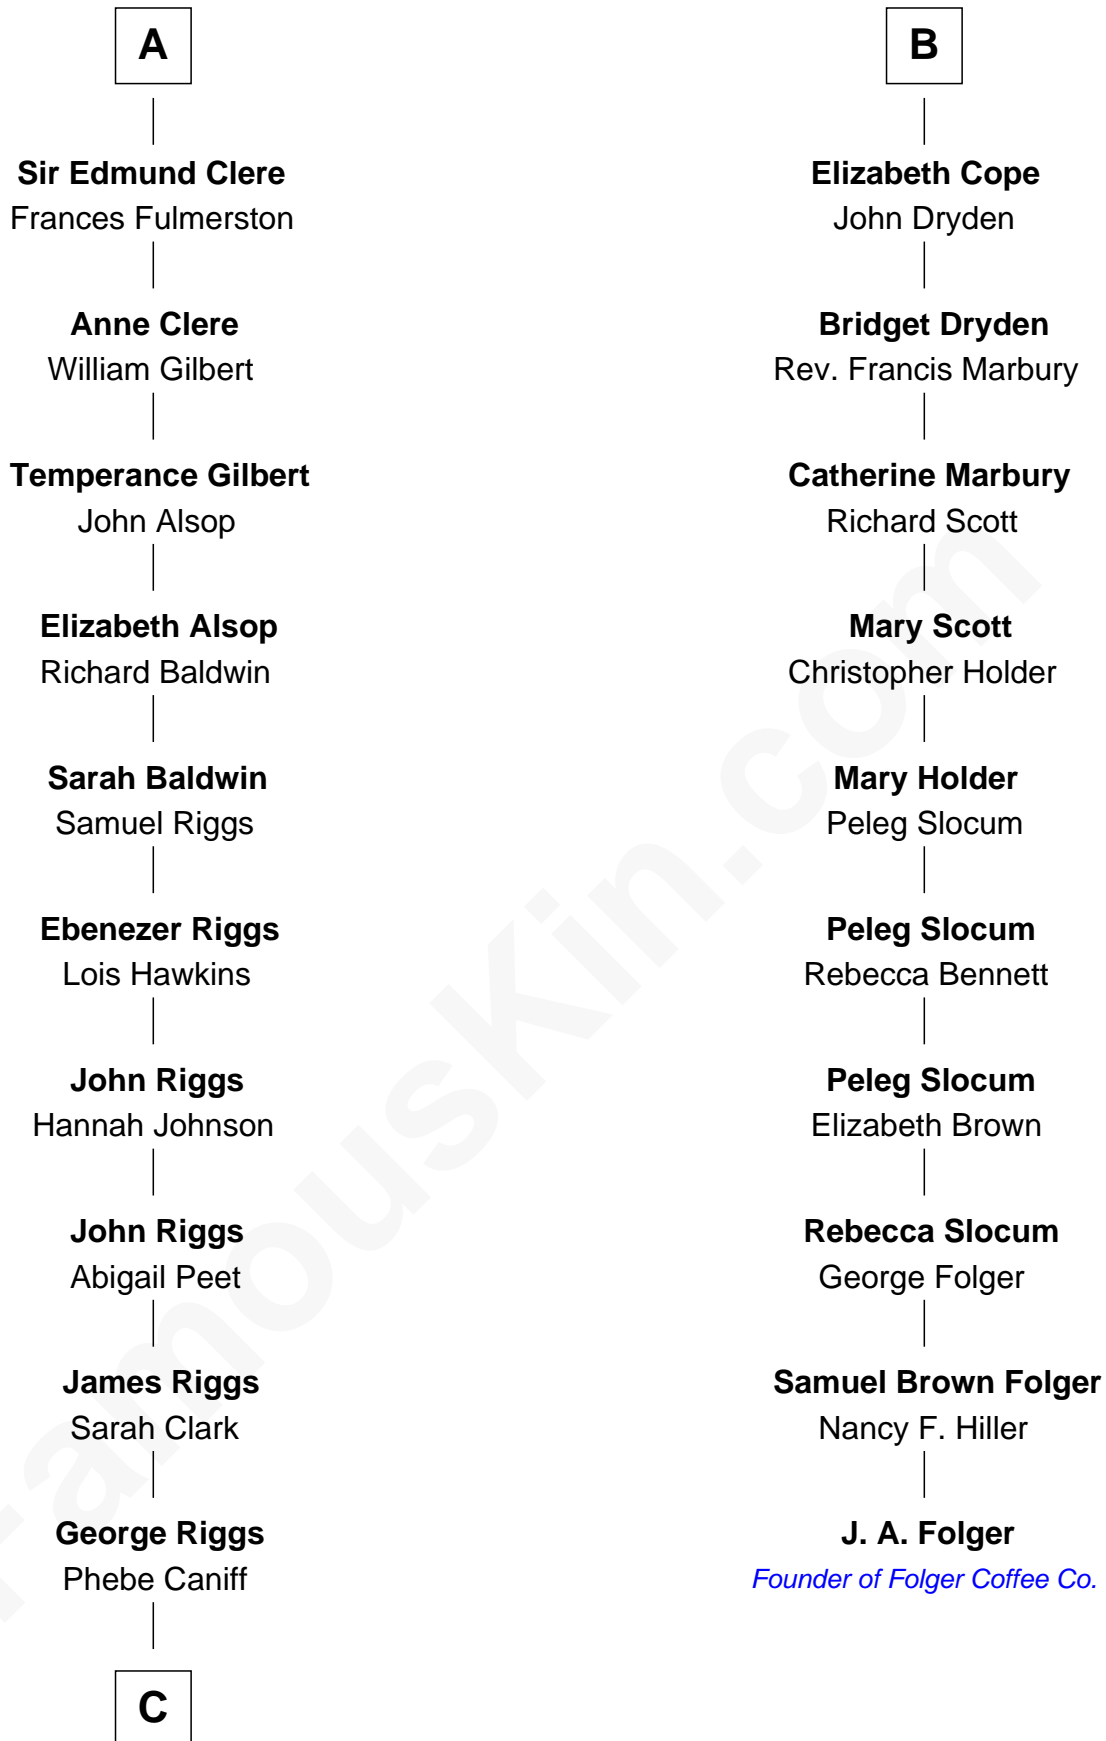 A
Sir Edmund Clere
Frances Fulmerston
Anne Clere
William Gilbert
Temperance Gilbert
John Alsop
Elizabeth Alsop
Richard Baldwin
Sarah Baldwin
Samuel Riggs
Ebenezer Riggs
Lois Hawkins
John Riggs
Hannah Johnson
John Riggs
Abigail Peet
James Riggs
Sarah Clark
George Riggs
Phebe Caniff
C
B
Elizabeth Cope
John Dryden
Bridget Dryden
Rev. Francis Marbury
Catherine Marbury
Richard Scott
Mary Scott
Christopher Holder
Mary Holder
Peleg Slocum
Peleg Slocum
Rebecca Bennett
Peleg Slocum
Elizabeth Brown
Rebecca Slocum
George Folger
Samuel Brown Folger
Nancy F. Hiller
J. A. Folger
Founder of Folger Coffee Co.
FamousKin.com